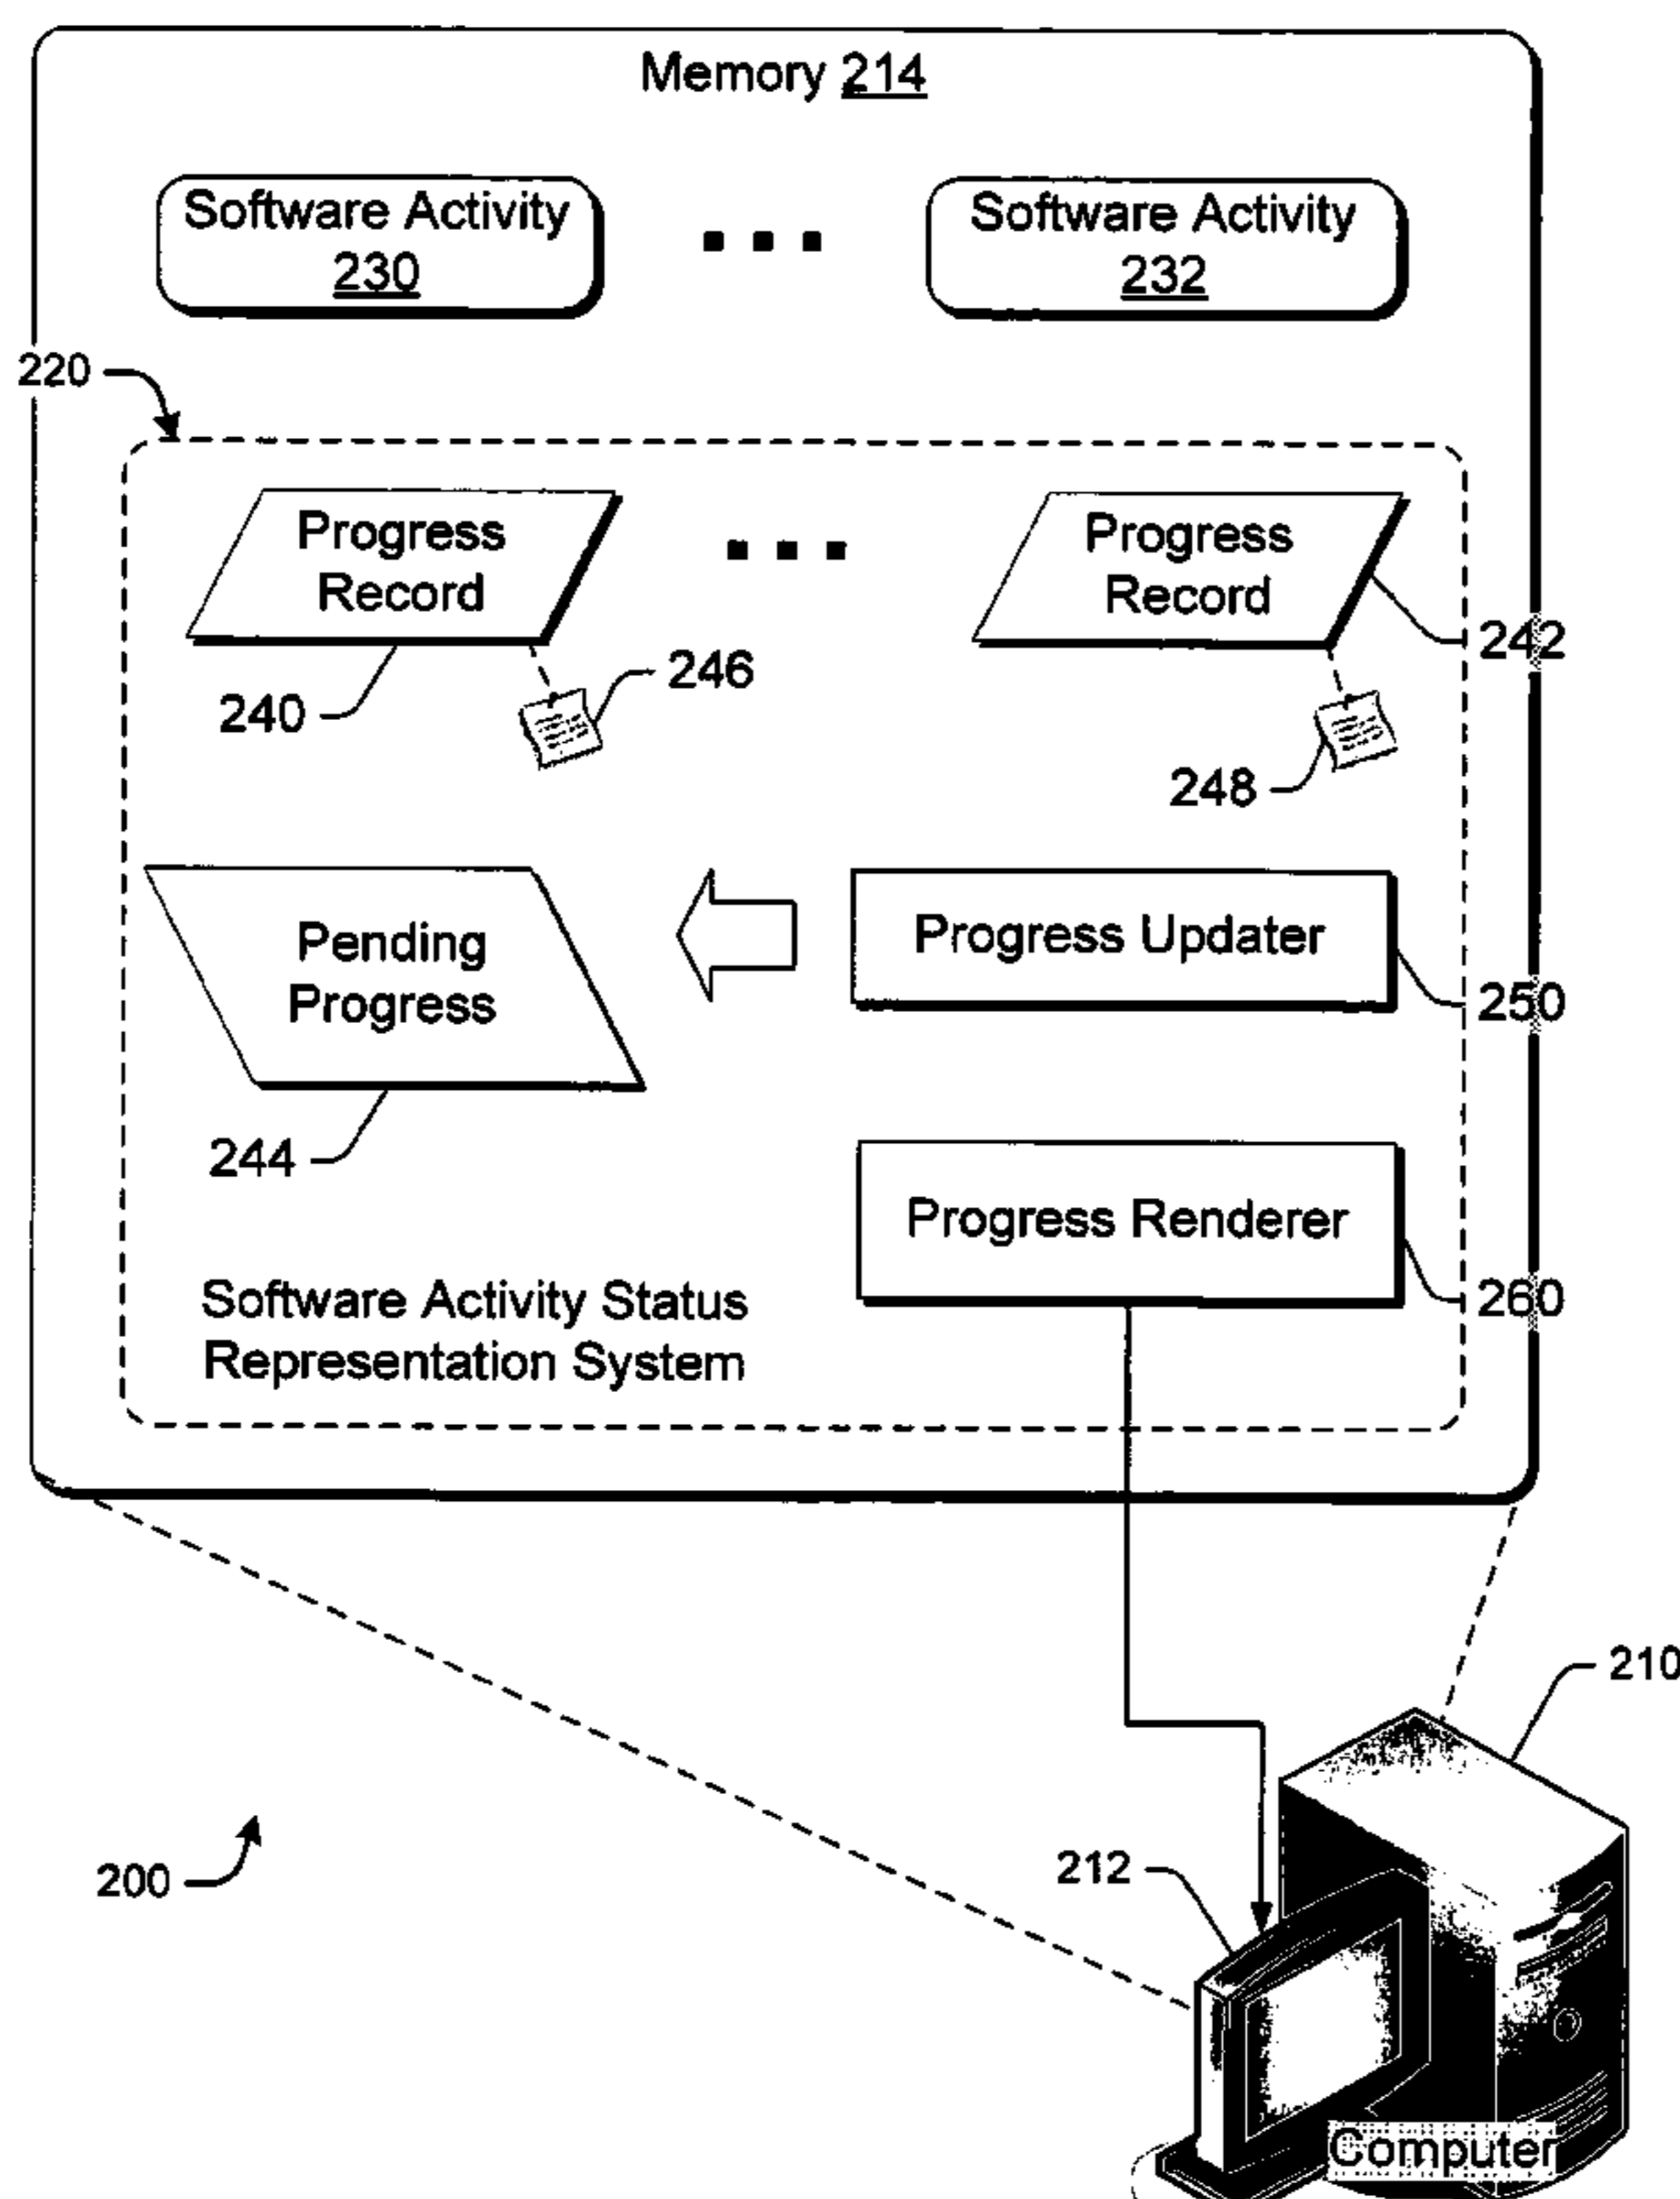 Memory 214
Software Activity
230
Software Activity
232
220
Progress
Record
Progress
Record
242
246
240
248
Pending
Progress
Progress Updater
250
244
Progress Renderer
260
Software Activity Status
Representation System
210
200
212
Computer